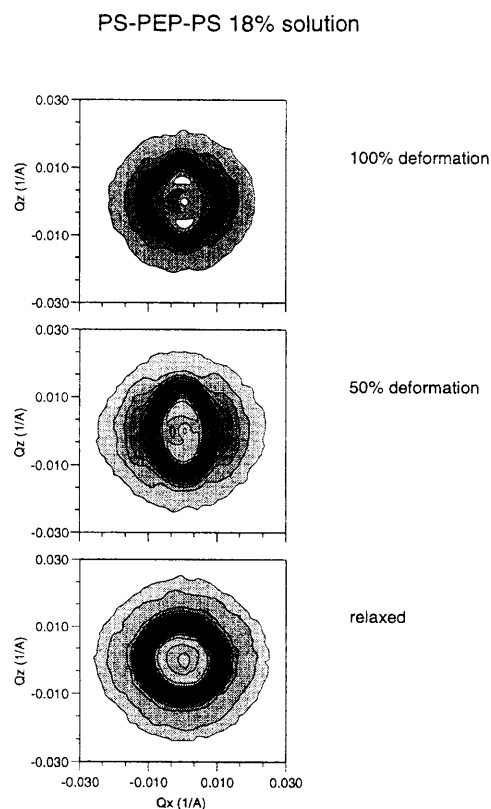 PS-PEP-PS 18% solution
0.030
0.010
-0.010
-0.030
Qz (1/A)
100% deformation
0.030
0.010
-0.010
-0.030
Qz (1/A)
50% deformation
0.030
0.010
-0.010
-0.030
Qz (1/A)
relaxed
-0.030 -0.010 0.010 0.030
Qx (1/A)